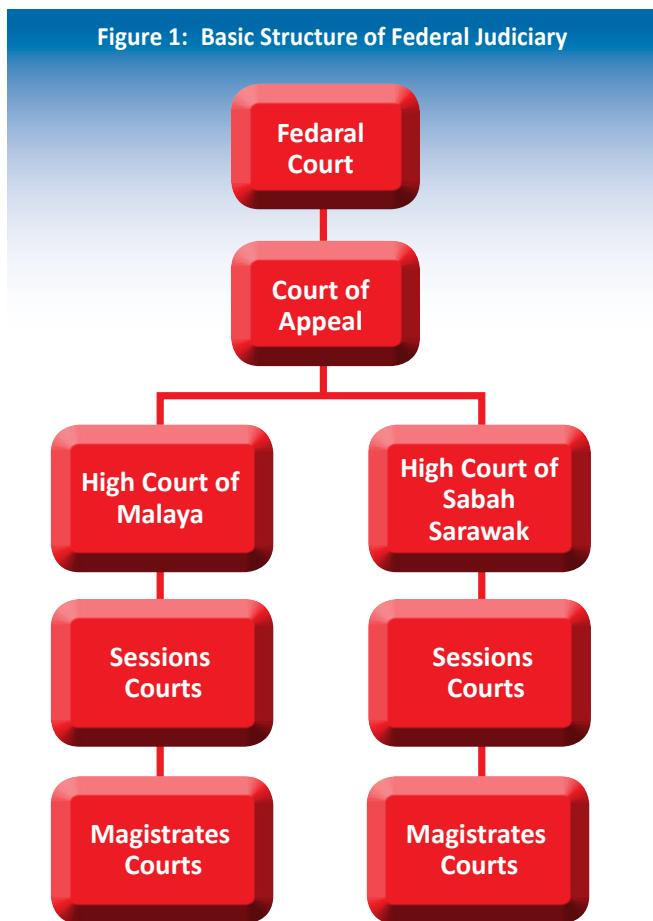 Figure 1: Basic Structure of Federal Judiciary
Fedaral
Court
Court of
Appeal
High Court of
Malaya
High Court of
Sabah
Sarawak
Sessions
Courts
Sessions
Courts
Magistrates
Courts
Magistrates
Courts